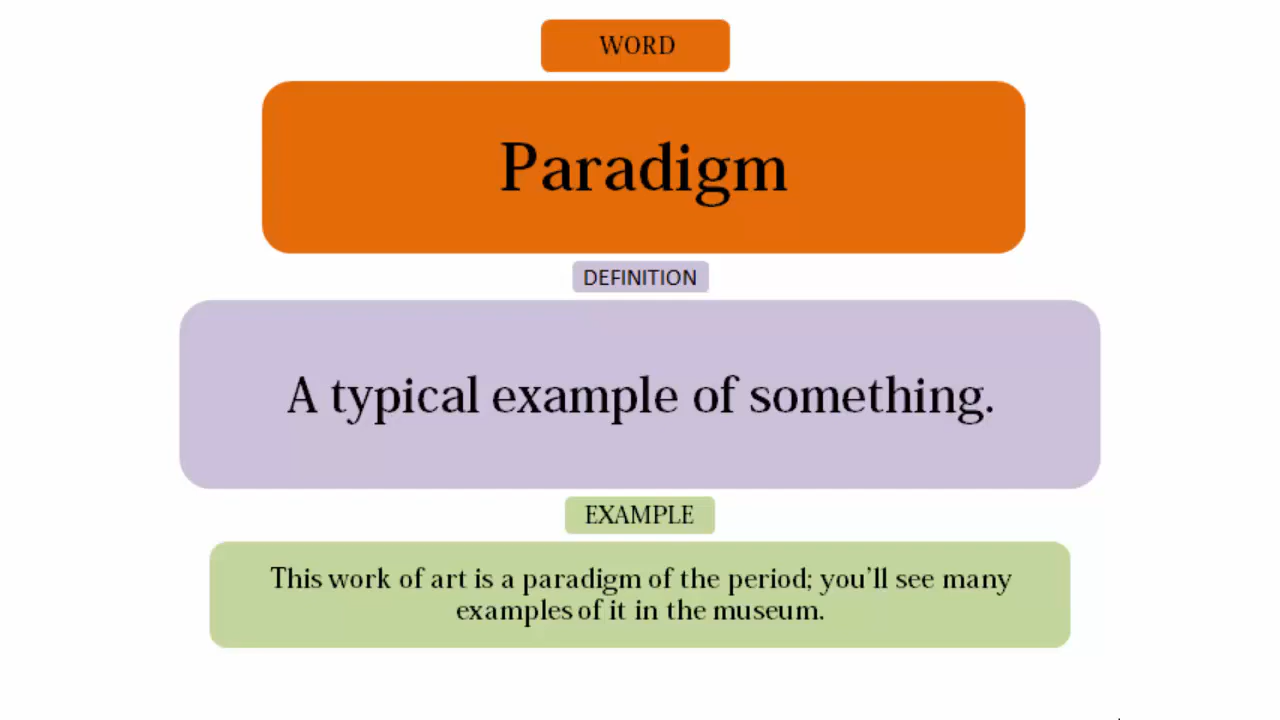 WORD
Paradigm
DEFINITION
A typical example of something.
EXAMPLE
This work of art is a paradigm of the period; you’ll see many
examples of it in the museum.